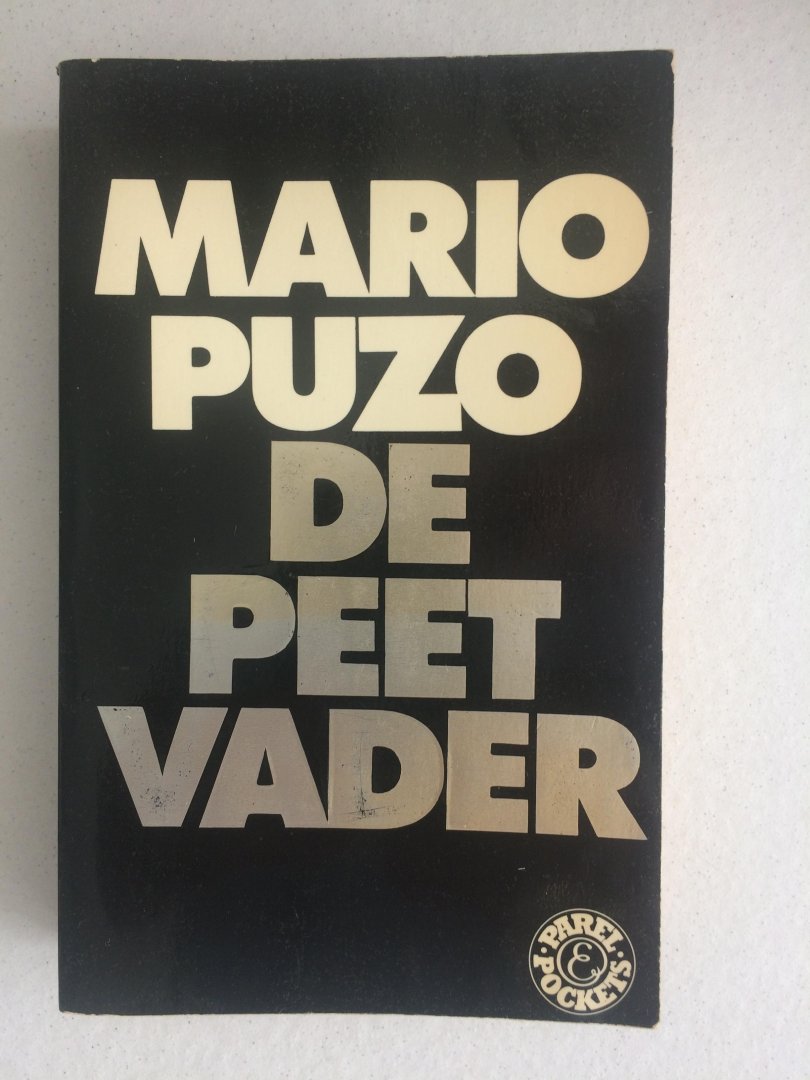 MARIO
PUZO
DE
PEET
VADER
· PAREL ·
E
POCKETS